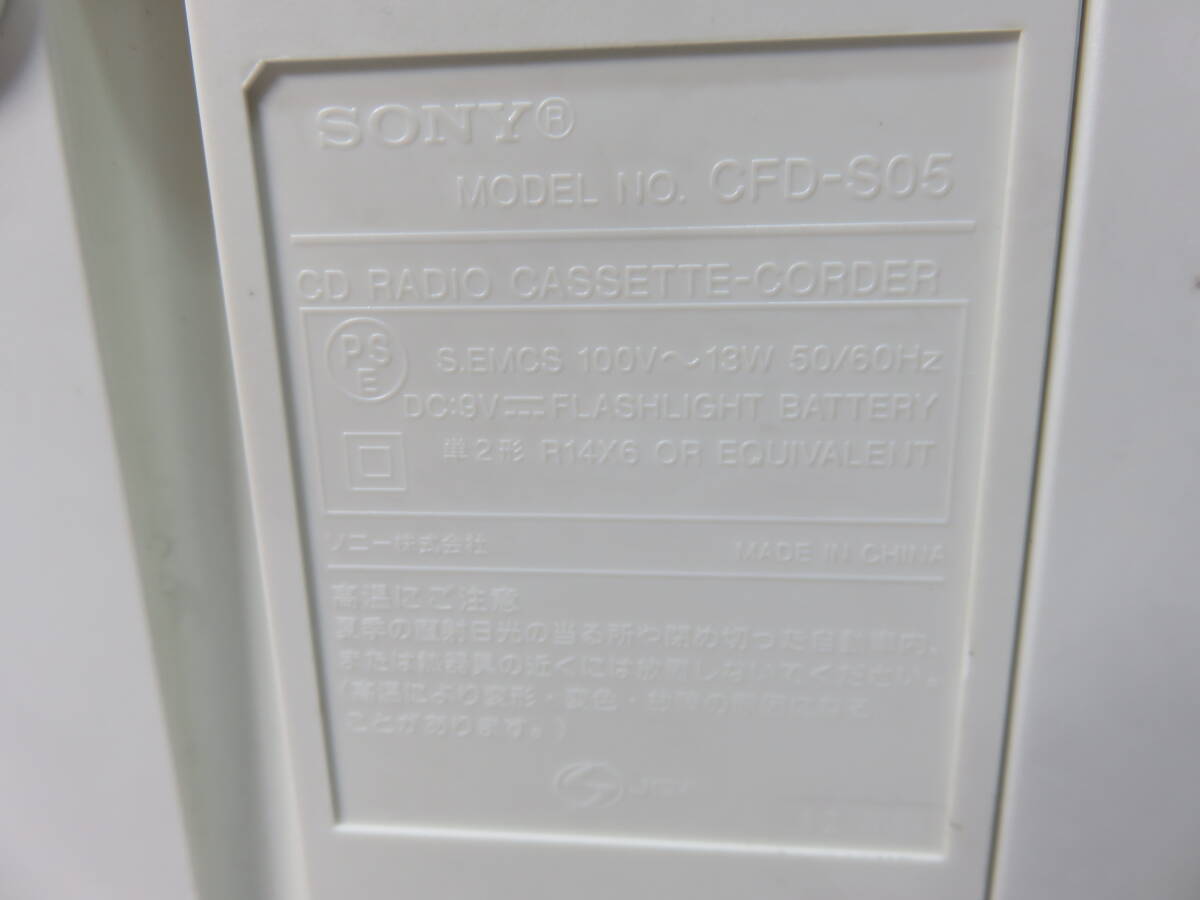 SONY®
MODEL NO. CFD-S05
CD RADIO CASSETTE-CORDER
PSE
S.EMCS 100V～13W 50/60Hz
DC:9V⎓FLASHLIGHT BATTERY
単2形 R14X6 OR EQUIVALENT
ソニー株式会社
MADE IN CHINA
高温にご注意
夏季の直射日光の当る所や閉め切った自動車内、
または熱器具の近くには放置しないでください。
(高温により変形・変色・故障の原因になる
ことがあります。)